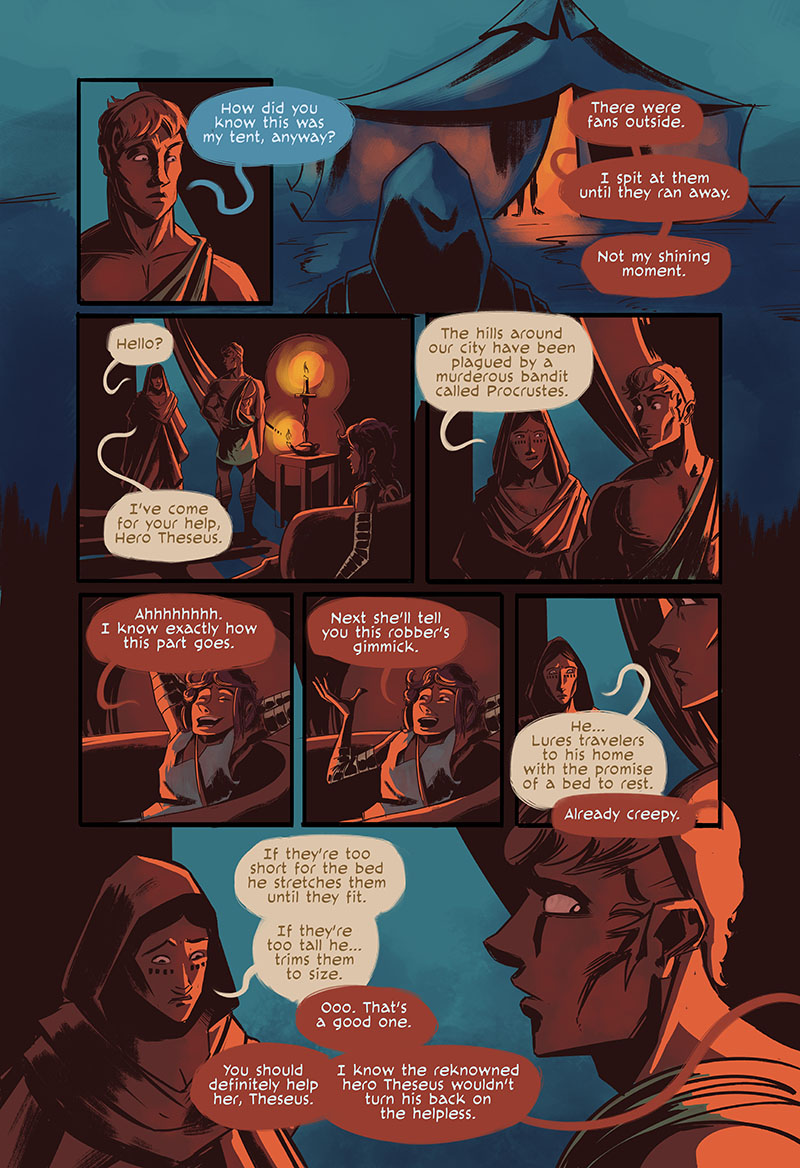 How did you
know this was
my tent, anyway?
There were
fans outside.
I spit at them
until they ran away.
Not my shining
moment.
Hello?
I've come
for your help,
Hero Theseus.
The hills around
our city have been
plagued by a
murderous bandit
called Procrustes.
Ahhhhhhhh.
I know exactly how
this part goes.
Next she'll tell
you this robber's
gimmick.
He...
Lures travelers
to his home
with the promise
of a bed to rest.
Already creepy.
If they're too
short for the bed
he stretches them
until they fit.
If they're
too tall he...
trims them
to size.
Ooo. That's
a good one.
You should
definitely help
her, Theseus.
I know the reknowned
hero Theseus wouldn't
turn his back on
the helpless.